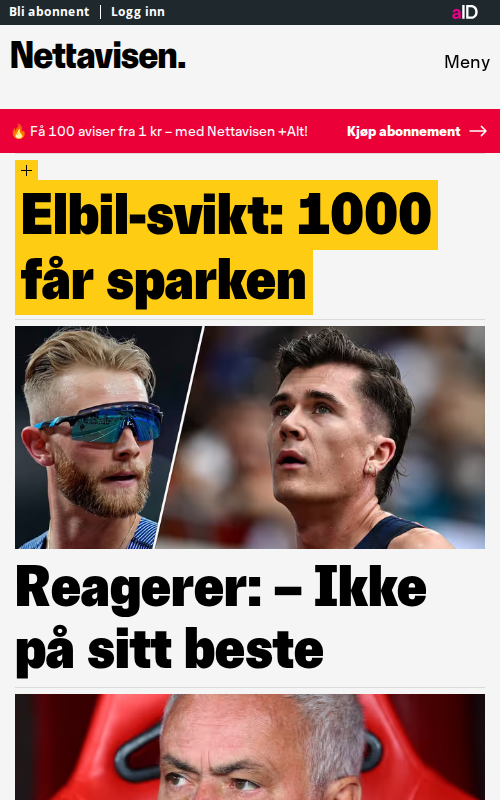 Bli abonnent | Logg inn
aID
Nettavisen.
Meny
🔥 Få 100 aviser fra 1 kr – med Nettavisen +Alt!
Kjøp abonnement →
+
Elbil-svikt: 1000
får sparken
Reagerer: – Ikke
på sitt beste